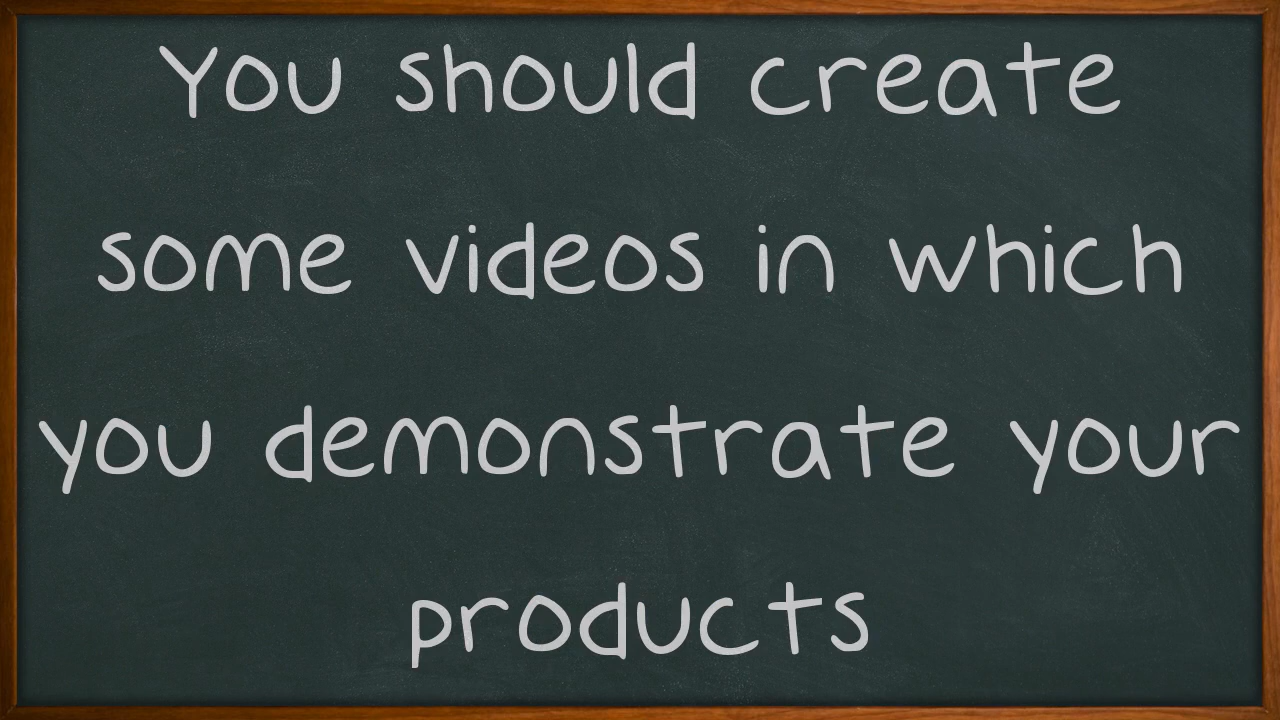 You should create
some videos in which
you demonstrate your
products